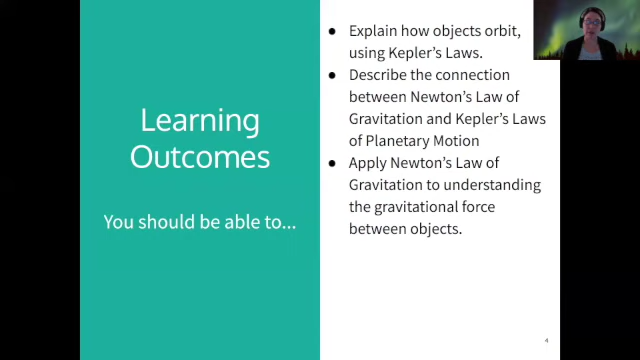 Learning
Outcomes
You should be able to...
● Explain how objects orbit,
using Kepler's Laws.
● Describe the connection
between Newton's Law of
Gravitation and Kepler's Laws
of Planetary Motion
● Apply Newton's Law of
Gravitation to understanding
the gravitational force
between objects.
4